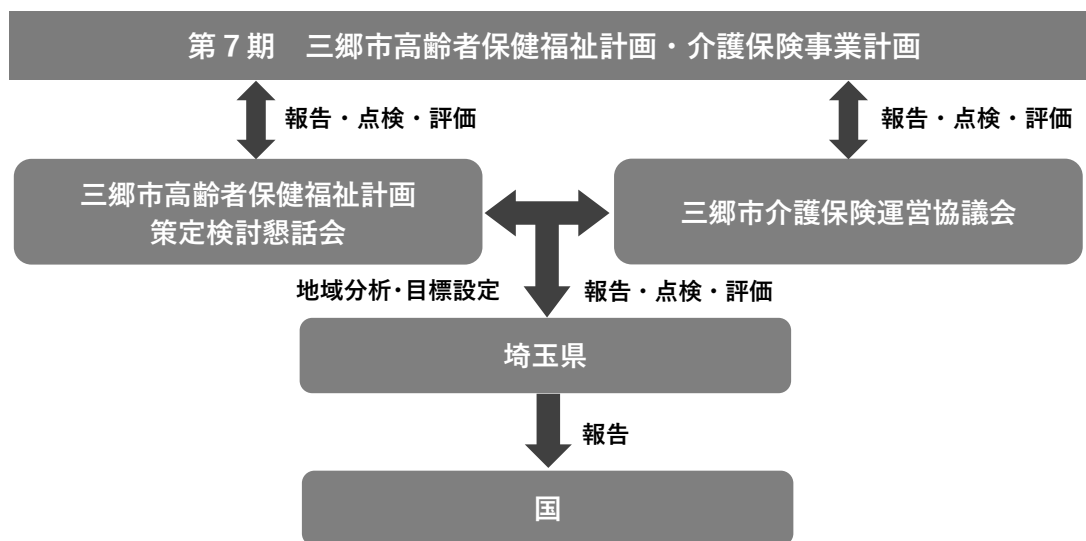 第７期　三郷市高齢者保健福祉計画・介護保険事業計画
報告・点検・評価
報告・点検・評価
三郷市高齢者保健福祉計画
策定検討懇話会
三郷市介護保険運営協議会
地域分析･目標設定
報告・点検・評価
埼玉県
報告
国